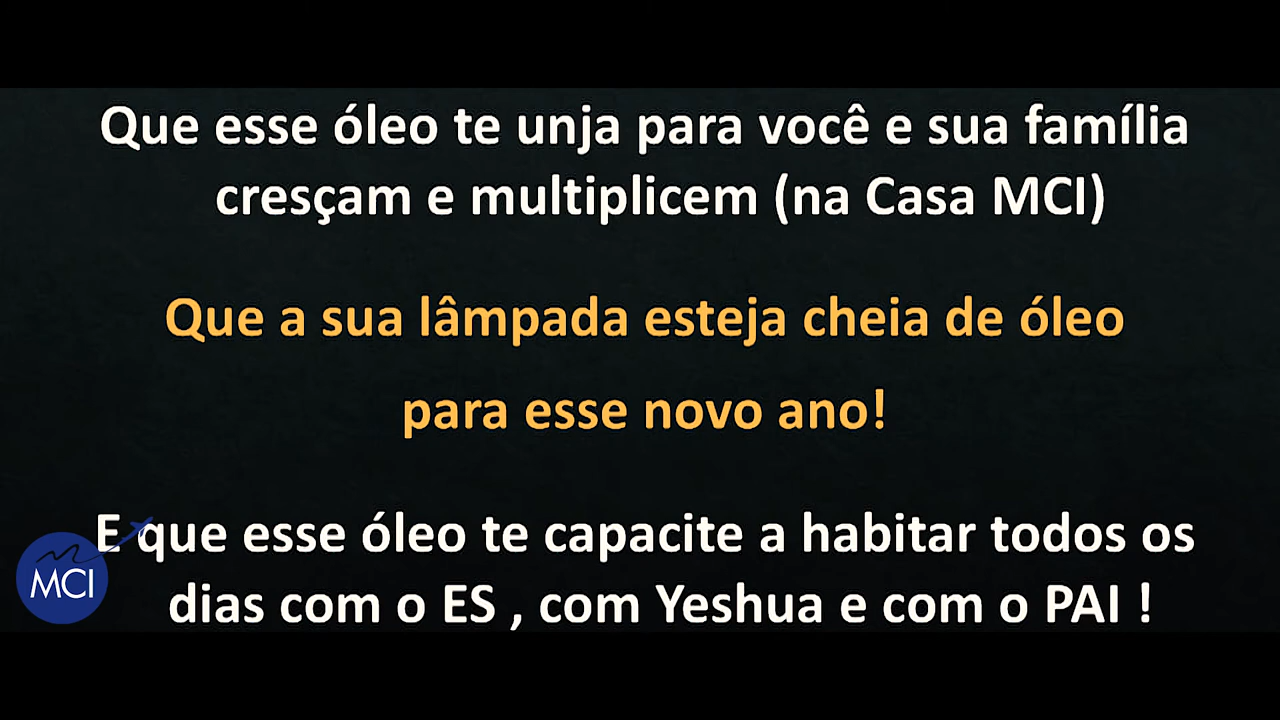 Que esse óleo te unja para você e sua família
cresçam e multiplicem (na Casa MCI)
Que a sua lâmpada esteja cheia de óleo
para esse novo ano!
E que esse óleo te capacite a habitar todos os
dias com o ES , com Yeshua e com o PAI !
MCI